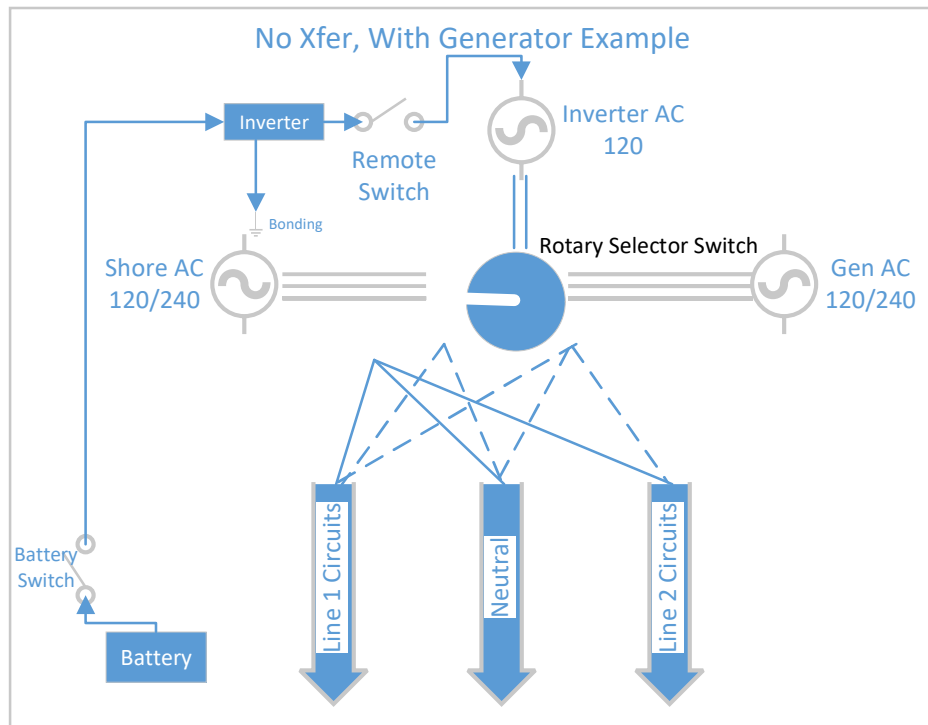 No Xfer, With Generator Example
Inverter
Remote
Switch
Inverter AC
120
Bonding
Rotary Selector Switch
Shore AC
120/240
Gen AC
120/240
Line 1 Circuits
Neutral
Line 2 Circuits
Battery
Switch
Battery